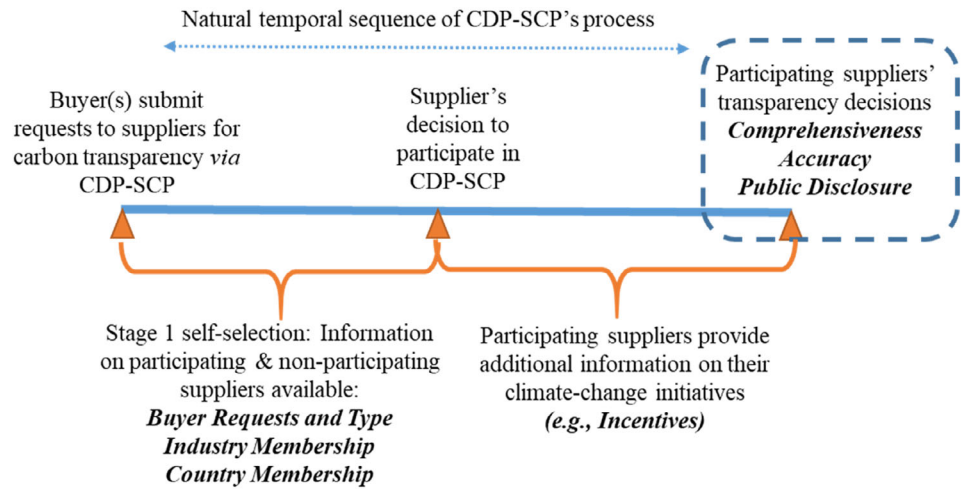 Natural temporal sequence of CDP-SCP's process
Buyer(s) submit
requests to suppliers for
carbon transparency via
CDP-SCP
Supplier's
decision to
participate in
CDP-SCP
Participating suppliers'
transparency decisions
Comprehensiveness
Accuracy
Public Disclosure
Stage 1 self-selection: Information
on participating & non-participating
suppliers available:
Buyer Requests and Type
Industry Membership
Country Membership
Participating suppliers provide
additional information on their
climate-change initiatives
(e.g., Incentives)